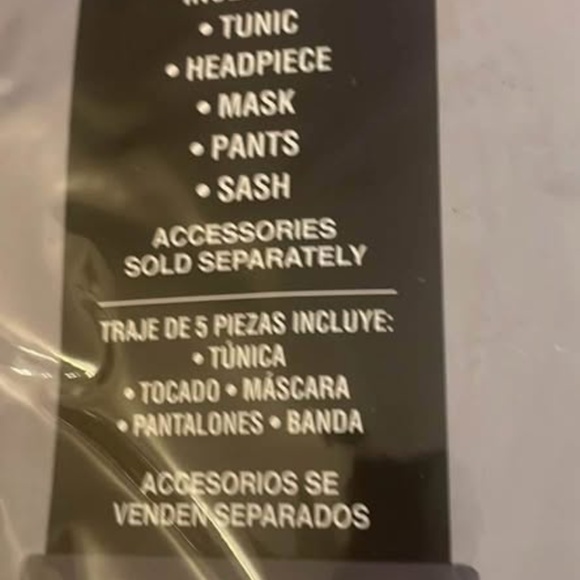 • TUNIC
• HEADPIECE
• MASK
• PANTS
• SASH
ACCESSORIES
SOLD SEPARATELY
TRAJE DE 5 PIEZAS INCLUYE:
• TÚNICA
• TOCADO • MÁSCARA
• PANTALONES • BANDA
ACCESORIOS SE
VENDEN SEPARADOS